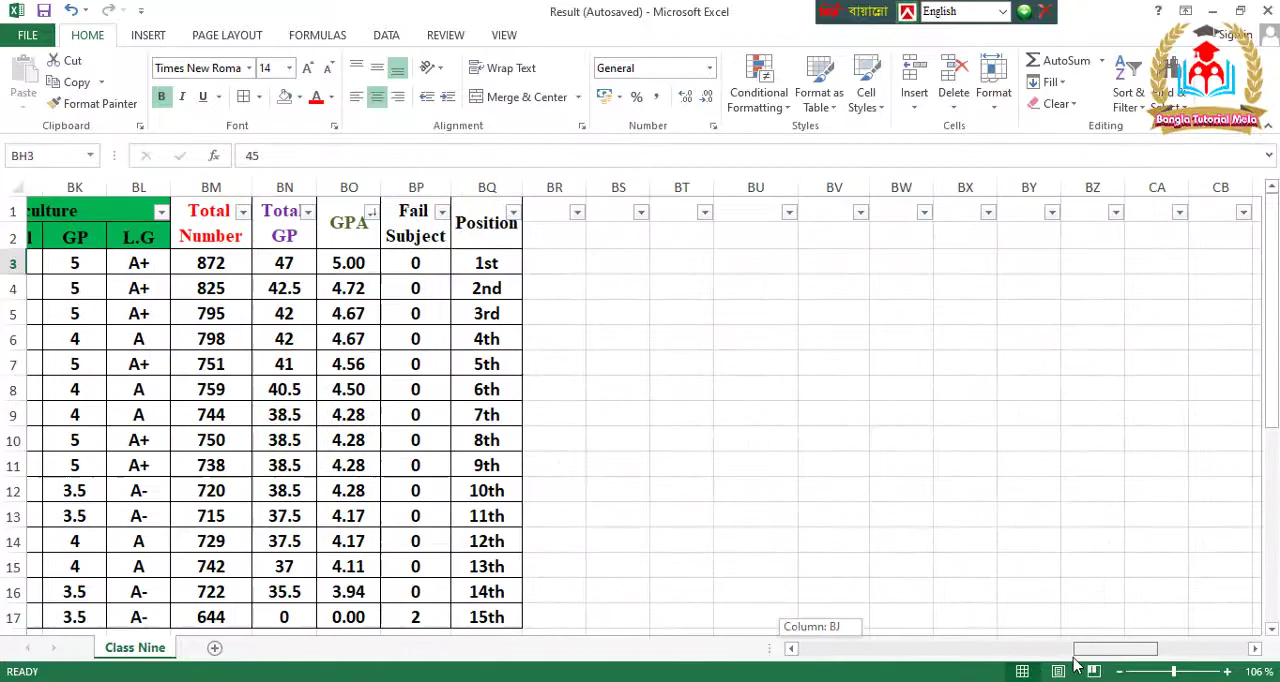 Result (Autosaved) - Microsoft Excel
English
?
FILE HOME INSERT PAGE LAYOUT FORMULAS DATA REVIEW VIEW
Paste Cut Copy Format Painter Clipboard
Times New Roma 14 B I U Font
Wrap Text Merge & Center Alignment
General % , Number
Conditional Formatting Format as Table Cell Styles Styles
Insert Delete Format Cells
AutoSum Fill Clear Sort & Filter Editing
Bangla Tutorial Mela
BH3 fx 45
BK BL BM BN BO BP BQ BR BS BT BU BV BW BX BY BZ CA CB
1 culture Total Total GPA Fail Position
2 GP L.G Number GP Subject
3 5 A+ 872 47 5.00 0 1st
4 5 A+ 825 42.5 4.72 0 2nd
5 5 A+ 795 42 4.67 0 3rd
6 4 A 798 42 4.67 0 4th
7 5 A+ 751 41 4.56 0 5th
8 4 A 759 40.5 4.50 0 6th
9 4 A 744 38.5 4.28 0 7th
10 5 A+ 750 38.5 4.28 0 8th
11 5 A+ 738 38.5 4.28 0 9th
12 3.5 A- 720 38.5 4.28 0 10th
13 3.5 A- 715 37.5 4.17 0 11th
14 4 A 729 37.5 4.17 0 12th
15 4 A 742 37 4.11 0 13th
16 3.5 A- 722 35.5 3.94 0 14th
17 3.5 A- 644 0 0.00 2 15th
Column: BJ
Class Nine
READY 106 %